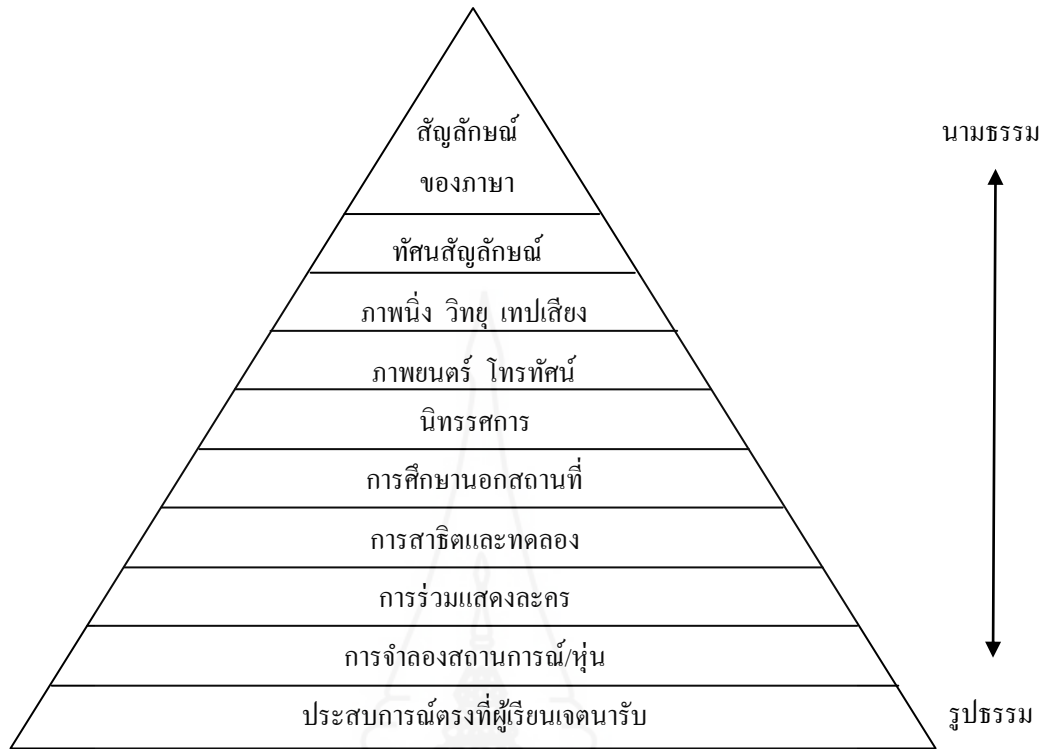 สัญลักษณ์
ของภาษา
นามธรรม
ทัศนสัญลักษณ์
ภาพนิ่ง วิทยุ เทปเสียง
ภาพยนตร์ โทรทัศน์
นิทรรศการ
การศึกษานอกสถานที่
การสาธิตและทดลอง
การร่วมแสดงละคร
การจำลองสถานการณ์/หุ่น
ประสบการณ์ตรงที่ผู้เรียนเจตนารับ
รูปธรรม